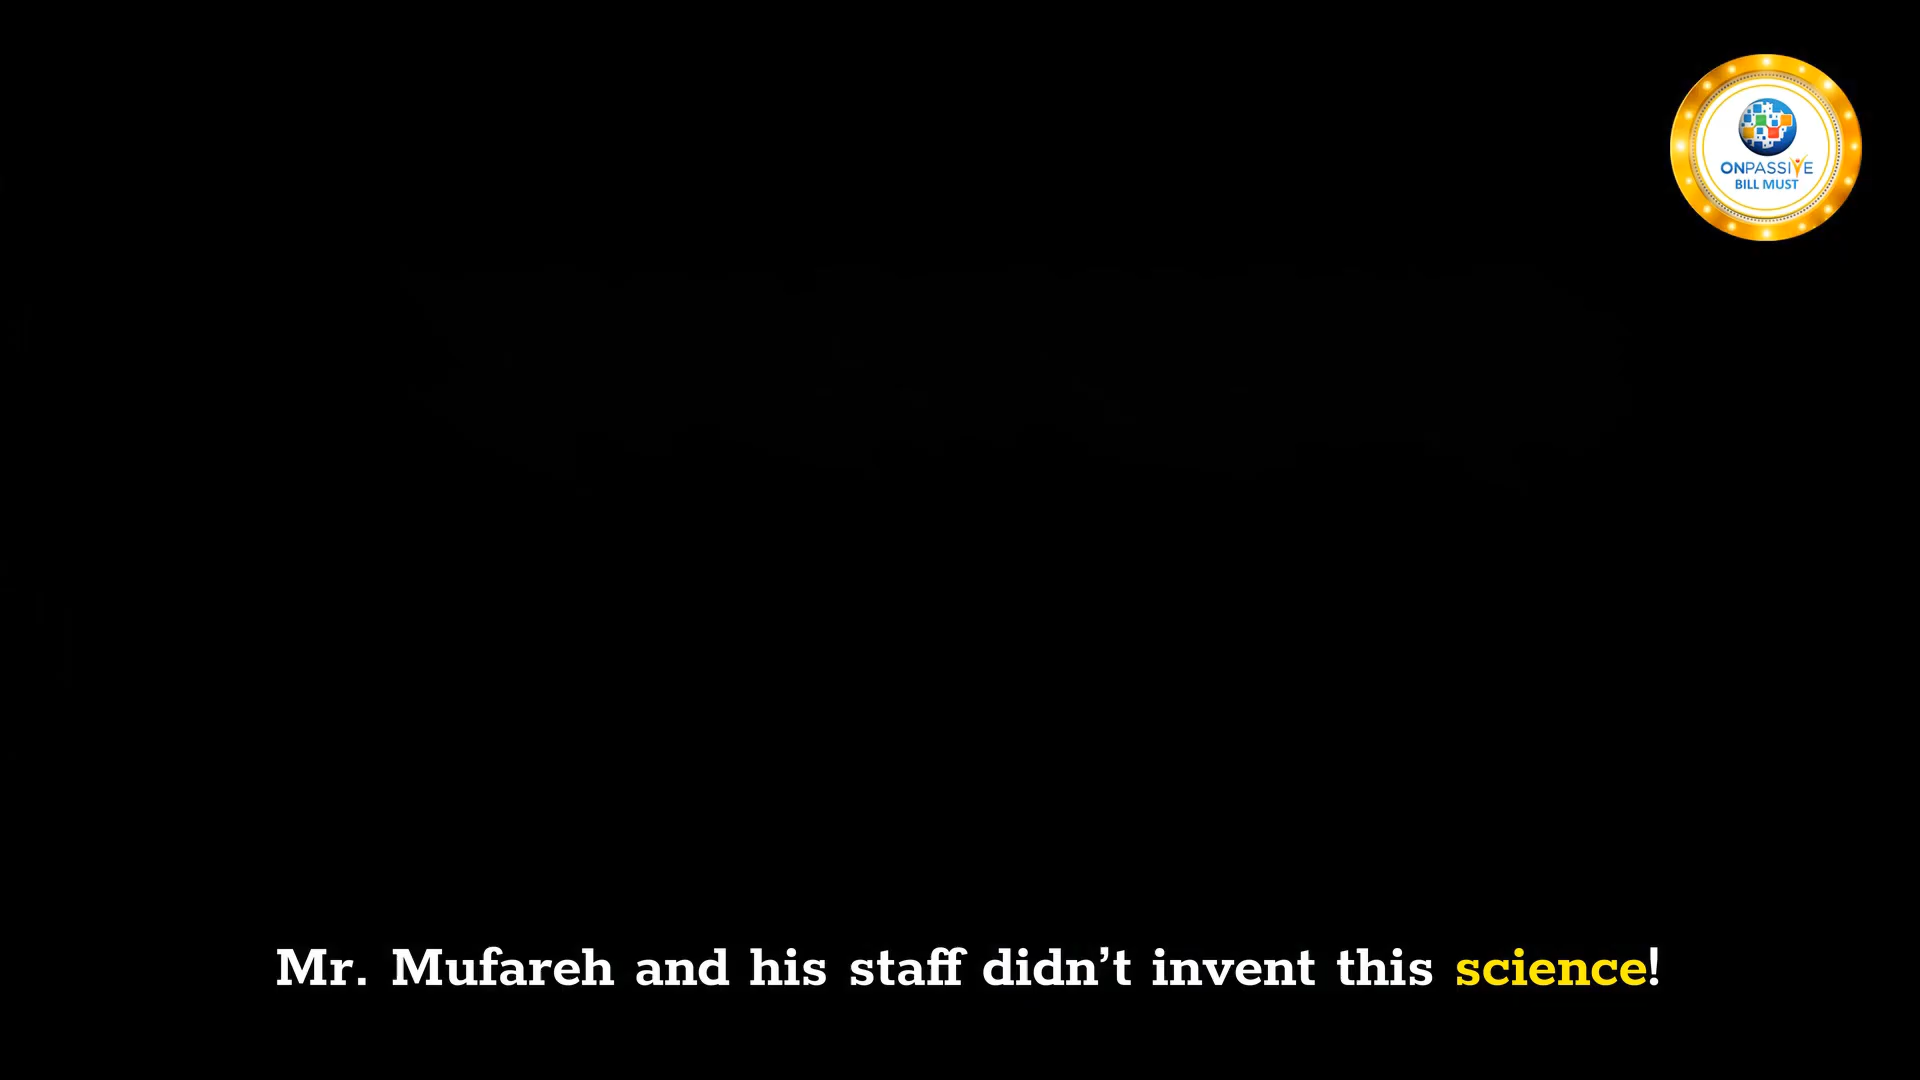 ONPASSIVE
BILL MUST
Mr. Mufareh and his staff didn’t invent this science!